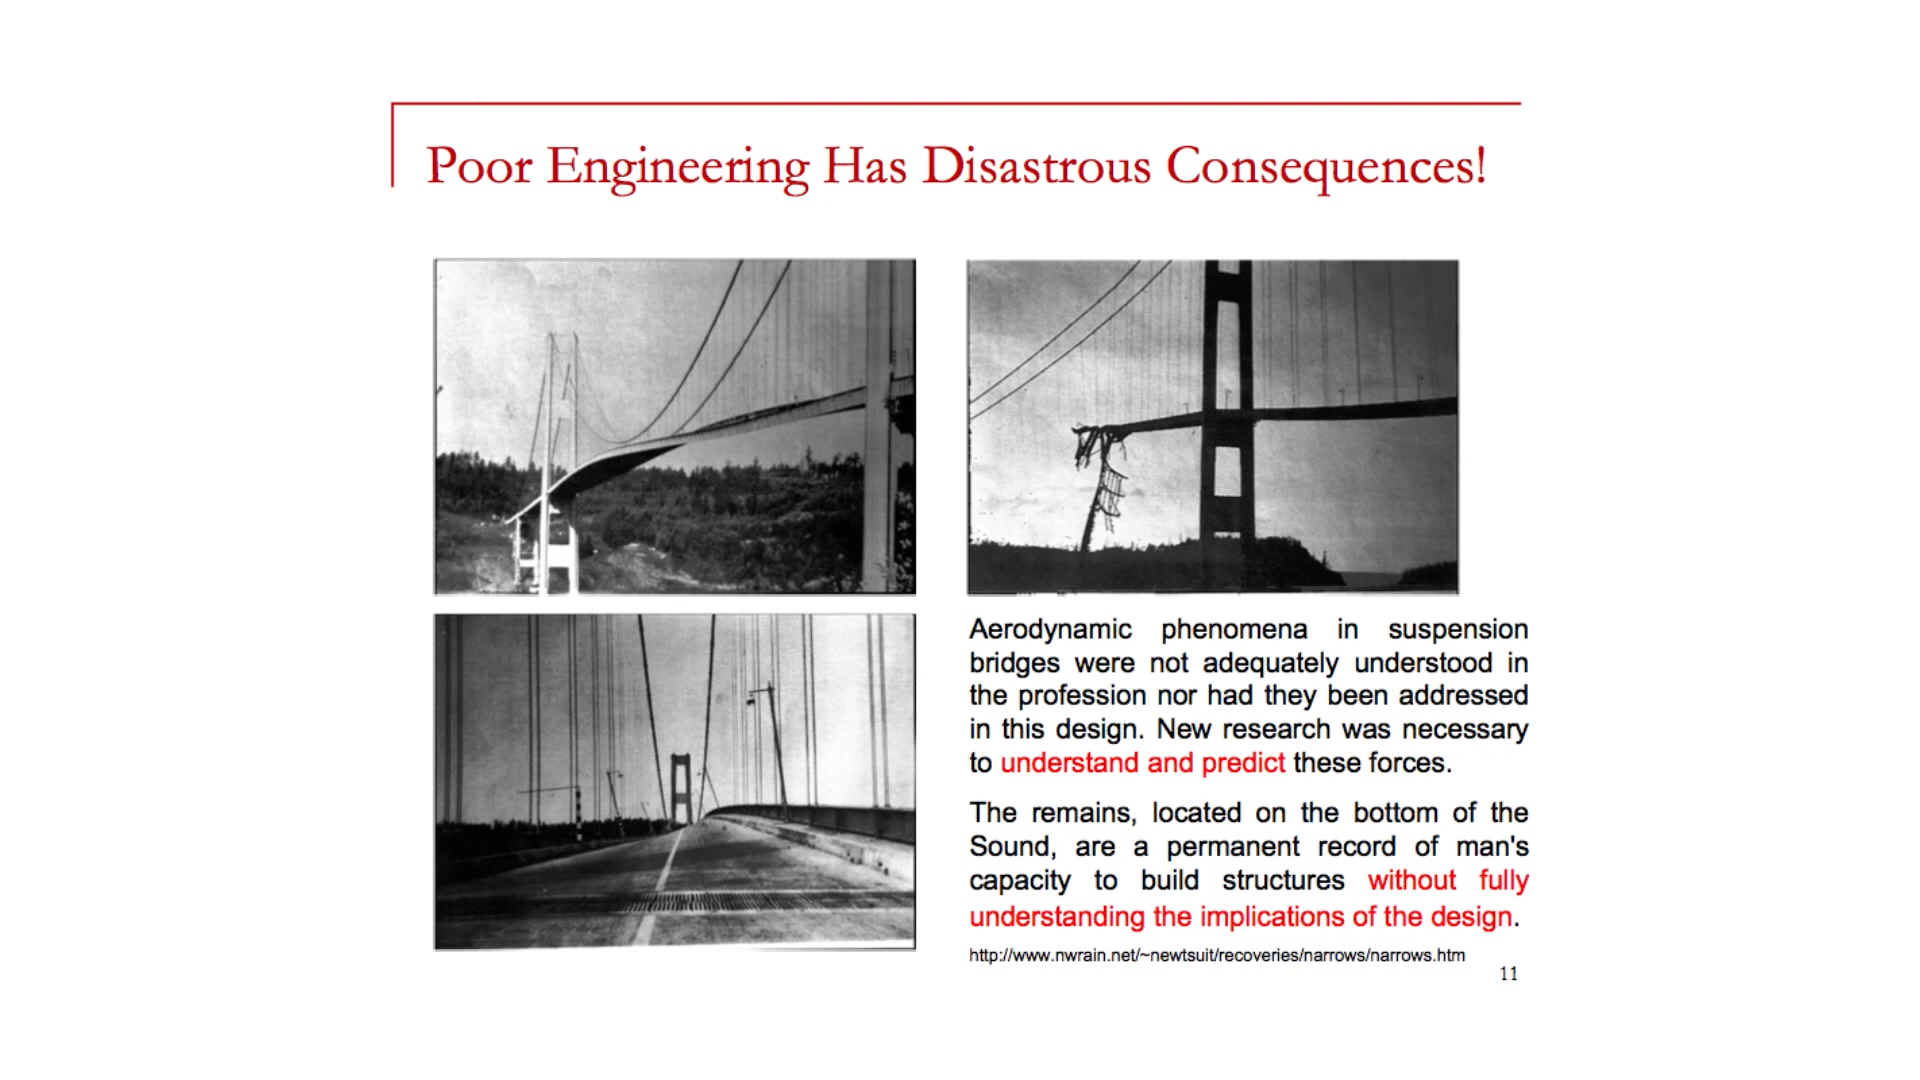 Poor Engineering Has Disastrous Consequences!
Aerodynamic phenomena in suspension
bridges were not adequately understood in
the profession nor had they been addressed
in this design. New research was necessary
to understand and predict these forces.
The remains, located on the bottom of the
Sound, are a permanent record of man's
capacity to build structures without fully
understanding the implications of the design.
http://www.nwrain.net/~newtsuit/recoveries/narrows/narrows.htm
11